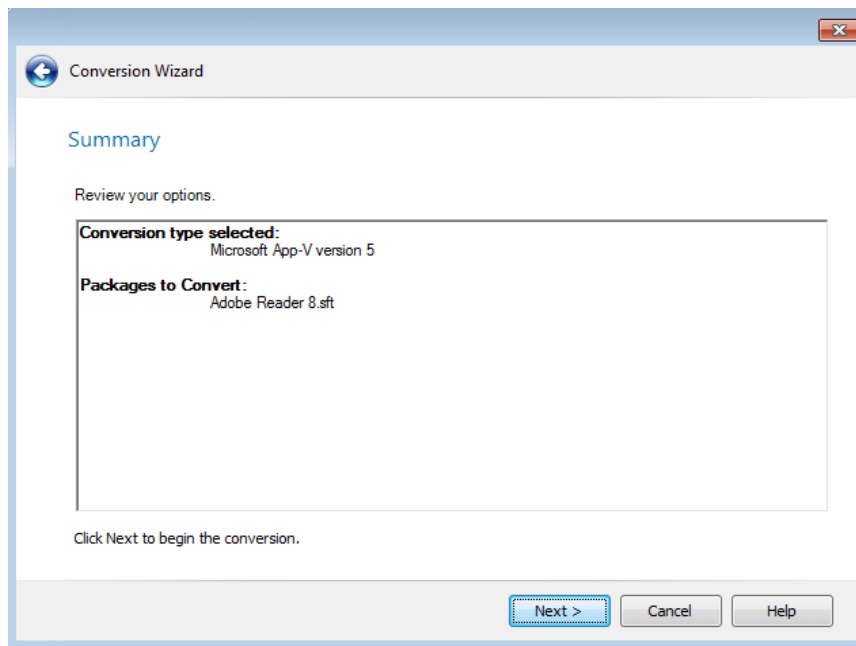 Conversion Wizard
Summary
Review your options.
Conversion type selected:
Microsoft App-V version 5
Packages to Convert:
Adobe Reader 8.sft
Click Next to begin the conversion.
Next >
Cancel
Help